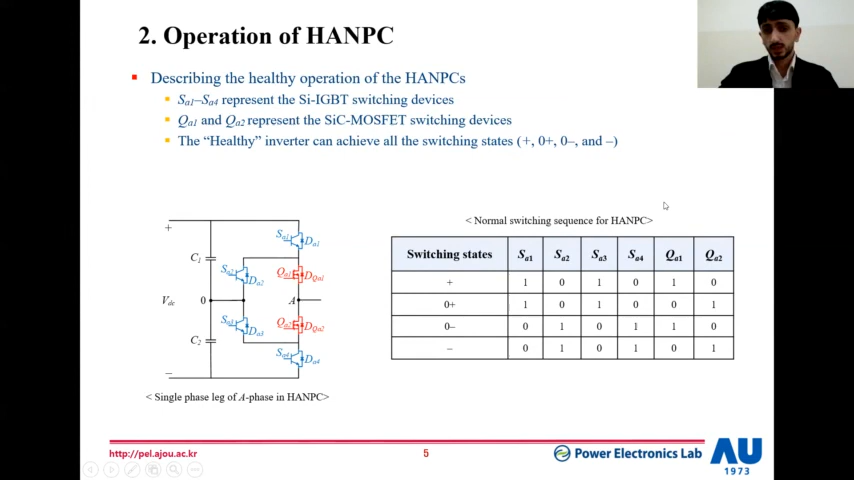 2. Operation of HANPC
Describing the healthy operation of the HANPCs
Sa1–Sa4 represent the Si-IGBT switching devices
Qa1 and Qa2 represent the SiC-MOSFET switching devices
The “Healthy” inverter can achieve all the switching states (+, 0+, 0–, and –)
+
Sa1
Da1
C1
Sa2
Da2
Qa1
DQa1
Vdc
0
A
Sa3
Da3
Qa2
DQa2
C2
Sa4
Da4
–
< Single phase leg of A-phase in HANPC>
< Normal switching sequence for HANPC>
Switching states Sa1 Sa2 Sa3 Sa4 Qa1 Qa2
+ 1 0 1 0 1 0
0+ 1 0 1 0 0 1
0– 0 1 0 1 1 0
– 0 1 0 1 0 1
http://pel.ajou.ac.kr
5
Power Electronics Lab
AU
1973